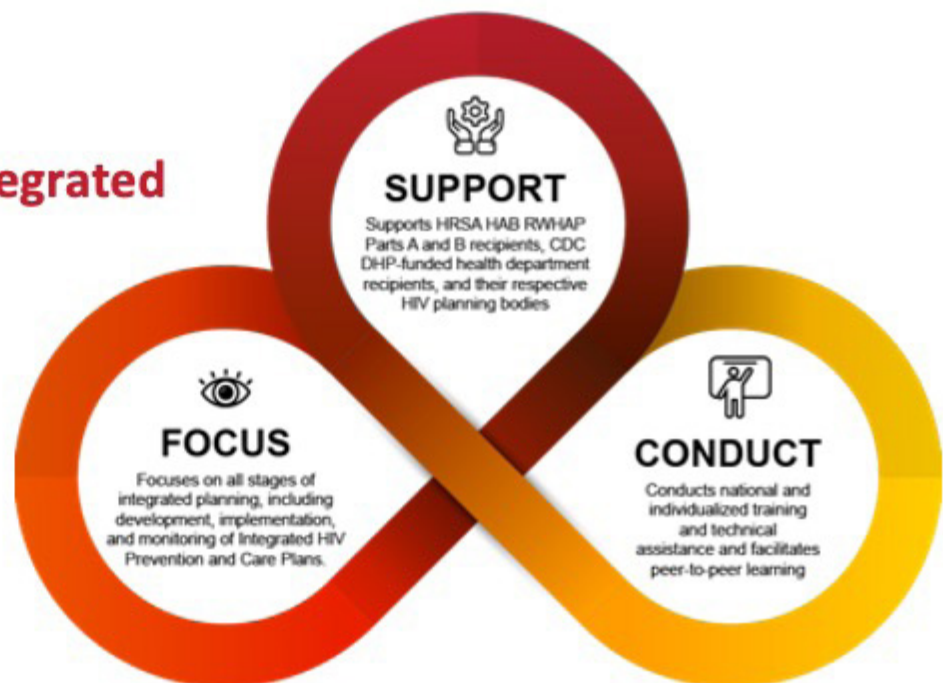 egrated
SUPPORT
Supports HRSA HAB RWHAP
Parts A and B recipients, CDC
DHP-funded health department
recipients, and their respective
HIV planning bodies
FOCUS
Focuses on all stages of
integrated planning, including
development, implementation,
and monitoring of Integrated HIV
Prevention and Care Plans.
CONDUCT
Conducts national and
individualized training
and technical
assistance and facilitates
peer-to-peer learning